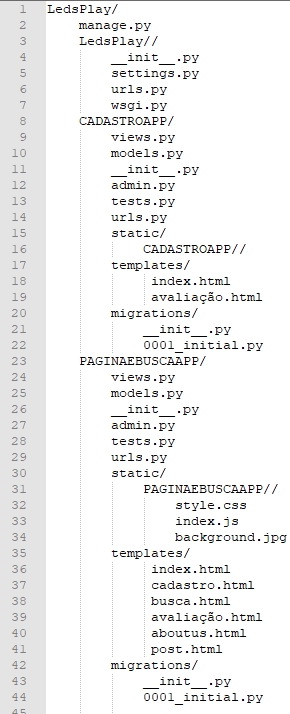 1 LedsPlay/
2 manage.py
3 LedsPlay//
4 __init__.py
5 settings.py
6 urls.py
7 wsgi.py
8 CADASTROAPP/
9 views.py
10 models.py
11 __init__.py
12 admin.py
13 tests.py
14 urls.py
15 static/
16 CADASTROAPP//
17 templates/
18 index.html
19 avaliação.html
20 migrations/
21 __init__.py
22 0001_initial.py
23 PAGINAEBUSCAAPP/
24 views.py
25 models.py
26 __init__.py
27 admin.py
28 tests.py
29 urls.py
30 static/
31 PAGINAEBUSCAAPP//
32 style.css
33 index.js
34 background.jpg
35 templates/
36 index.html
37 cadastro.html
38 busca.html
39 avaliação.html
40 aboutus.html
41 post.html
42 migrations/
43 __init__.py
44 0001_initial.py
45